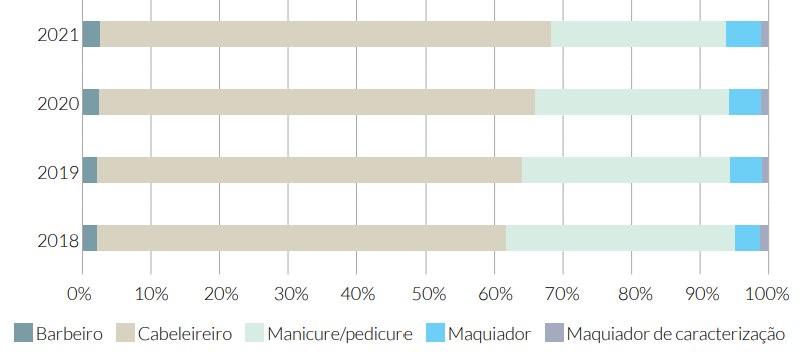 2021
2020
2019
2018
0% 10% 20% 30% 40% 50% 60% 70% 80% 90% 100%
Barbeiro Cabeleireiro Manicure/pedicure Maquiador Maquiador de caracterização